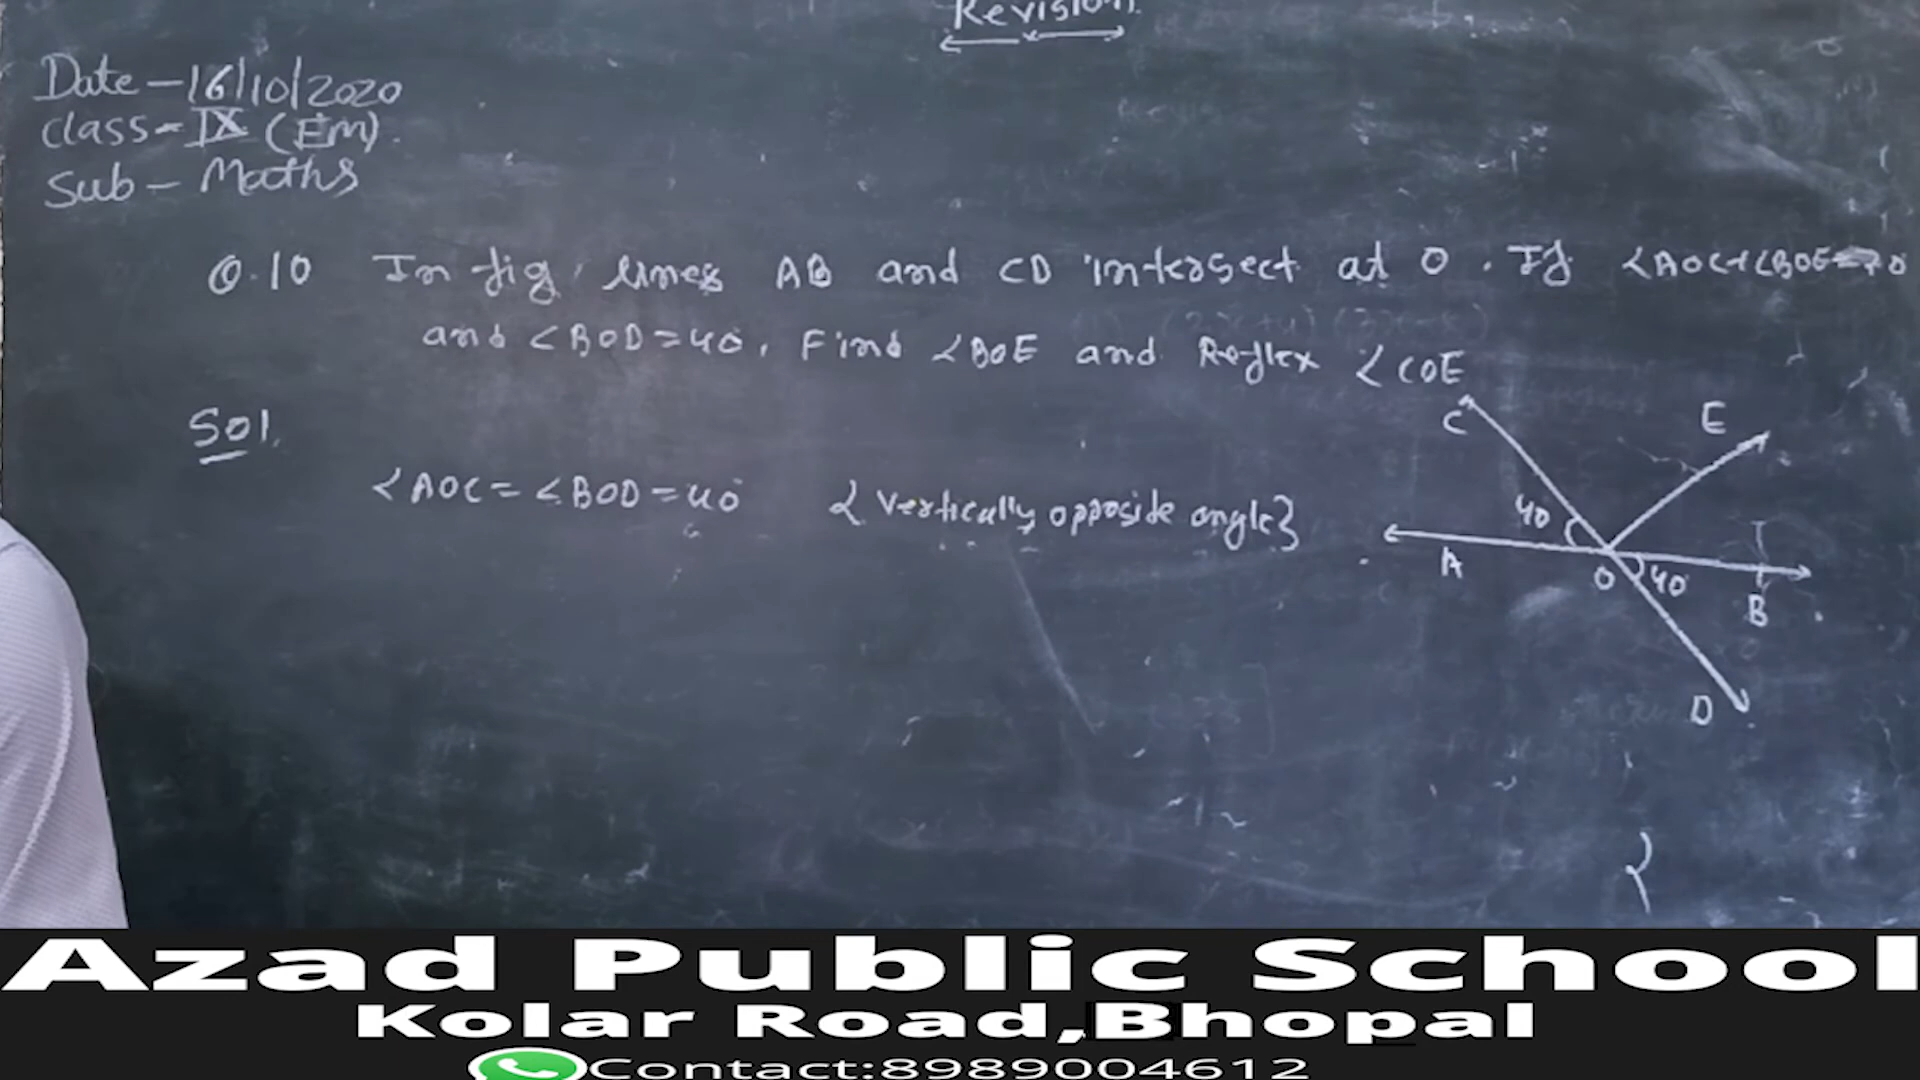 Revision
Date - 16/10/2020
Class - IX (Em).
Sub - Maths
Q.10 In fig, lines AB and CD intersect at O. If <AOC+<BOE=70
and <BOD=40°, Find <BOE and Reflex <COE
Sol.
<AOC = <BOD = 40° { vertically opposite angle}
C
E
40
A
O
40
B
D
Azad Public School
Kolar Road,Bhopal
Contact:8989004612